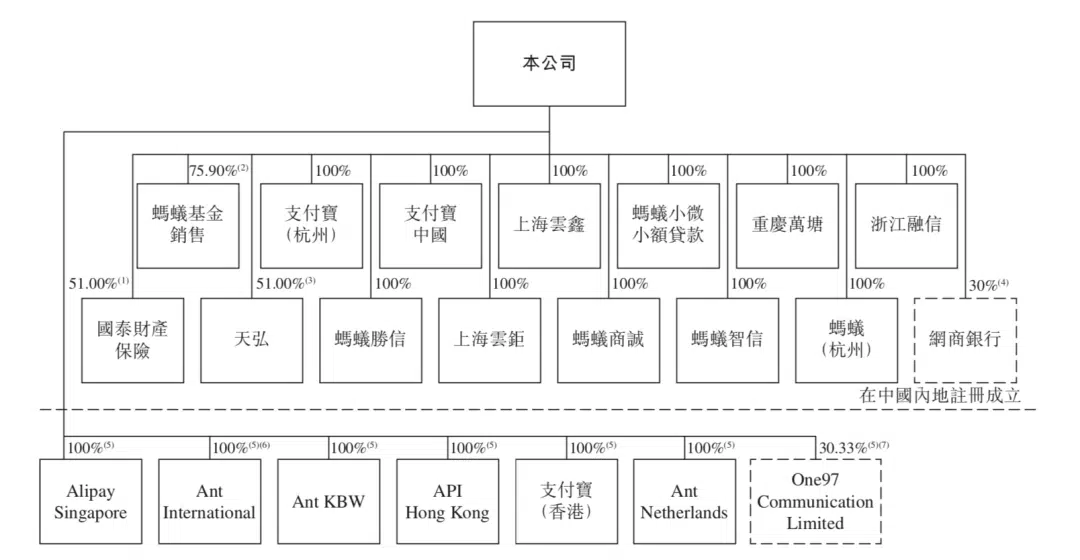 本公司
75.90%(2)
100%
100%
100%
100%
100%
100%
螞蟻基金
銷售
支付寶
(杭州)
支付寶
中國
上海雲鑫
螞蟻小微
小額貸款
重慶萬塘
浙江融信
51.00%(1)
51.00%(3)
100%
100%
100%
100%
100%
30%(4)
國泰財產
保險
天弘
螞蟻勝信
上海雲鉅
螞蟻商誠
螞蟻智信
螞蟻
(杭州)
網商銀行
在中國內地註冊成立
100%(5)
100%(5)(6)
100%(5)
100%(5)
100%(5)
100%(5)
30.33%(5)(7)
Alipay
Singapore
Ant
International
Ant KBW
API
Hong Kong
支付寶
(香港)
Ant
Netherlands
One97
Communication
Limited